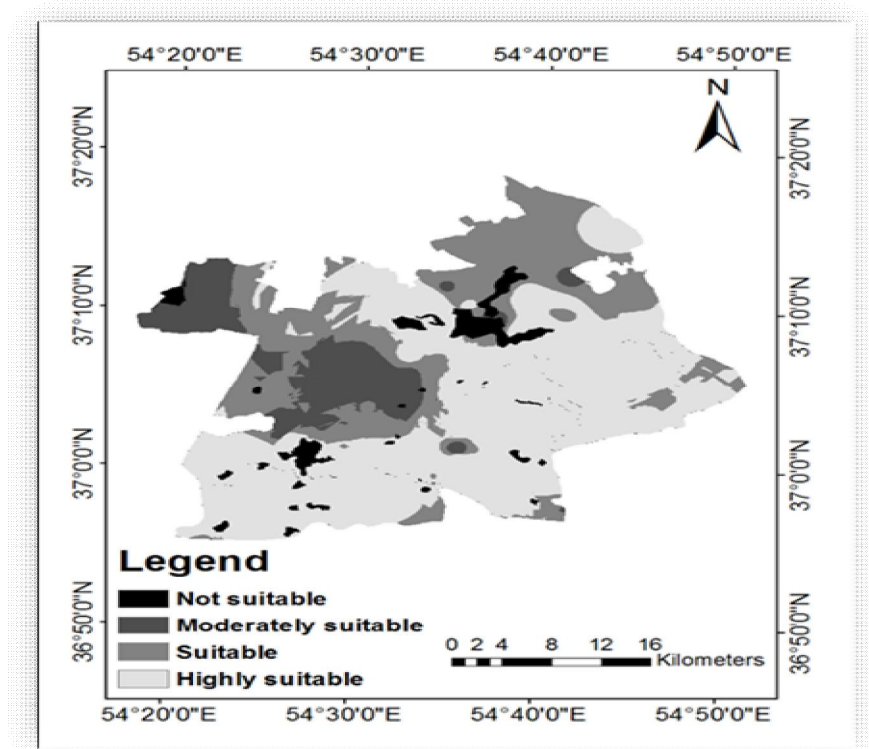 54°20'0"E 54°30'0"E 54°40'0"E 54°50'0"E
N
37°20'0"N 37°20'0"N
37°10'0"N 37°10'0"N
37°0'0"N 37°0'0"N
36°50'0"N 36°50'0"N
Legend
Not suitable
Moderately suitable
Suitable
Highly suitable
0 2 4 8 12 16
Kilometers
54°20'0"E 54°30'0"E 54°40'0"E 54°50'0"E